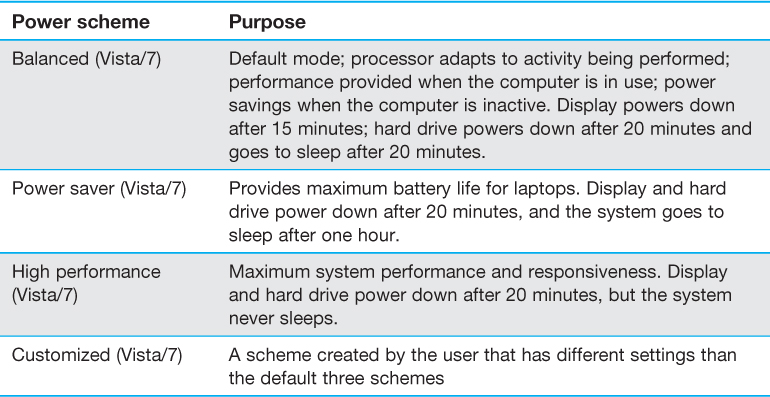 Power scheme Purpose
Balanced (Vista/7) Default mode; processor adapts to activity being performed;
performance provided when the computer is in use; power
savings when the computer is inactive. Display powers down
after 15 minutes; hard drive powers down after 20 minutes and
goes to sleep after 20 minutes.
Power saver (Vista/7) Provides maximum battery life for laptops. Display and hard
drive power down after 20 minutes, and the system goes to
sleep after one hour.
High performance Maximum system performance and responsiveness. Display
(Vista/7) and hard drive power down after 20 minutes, but the system
never sleeps.
Customized (Vista/7) A scheme created by the user that has different settings than
the default three schemes